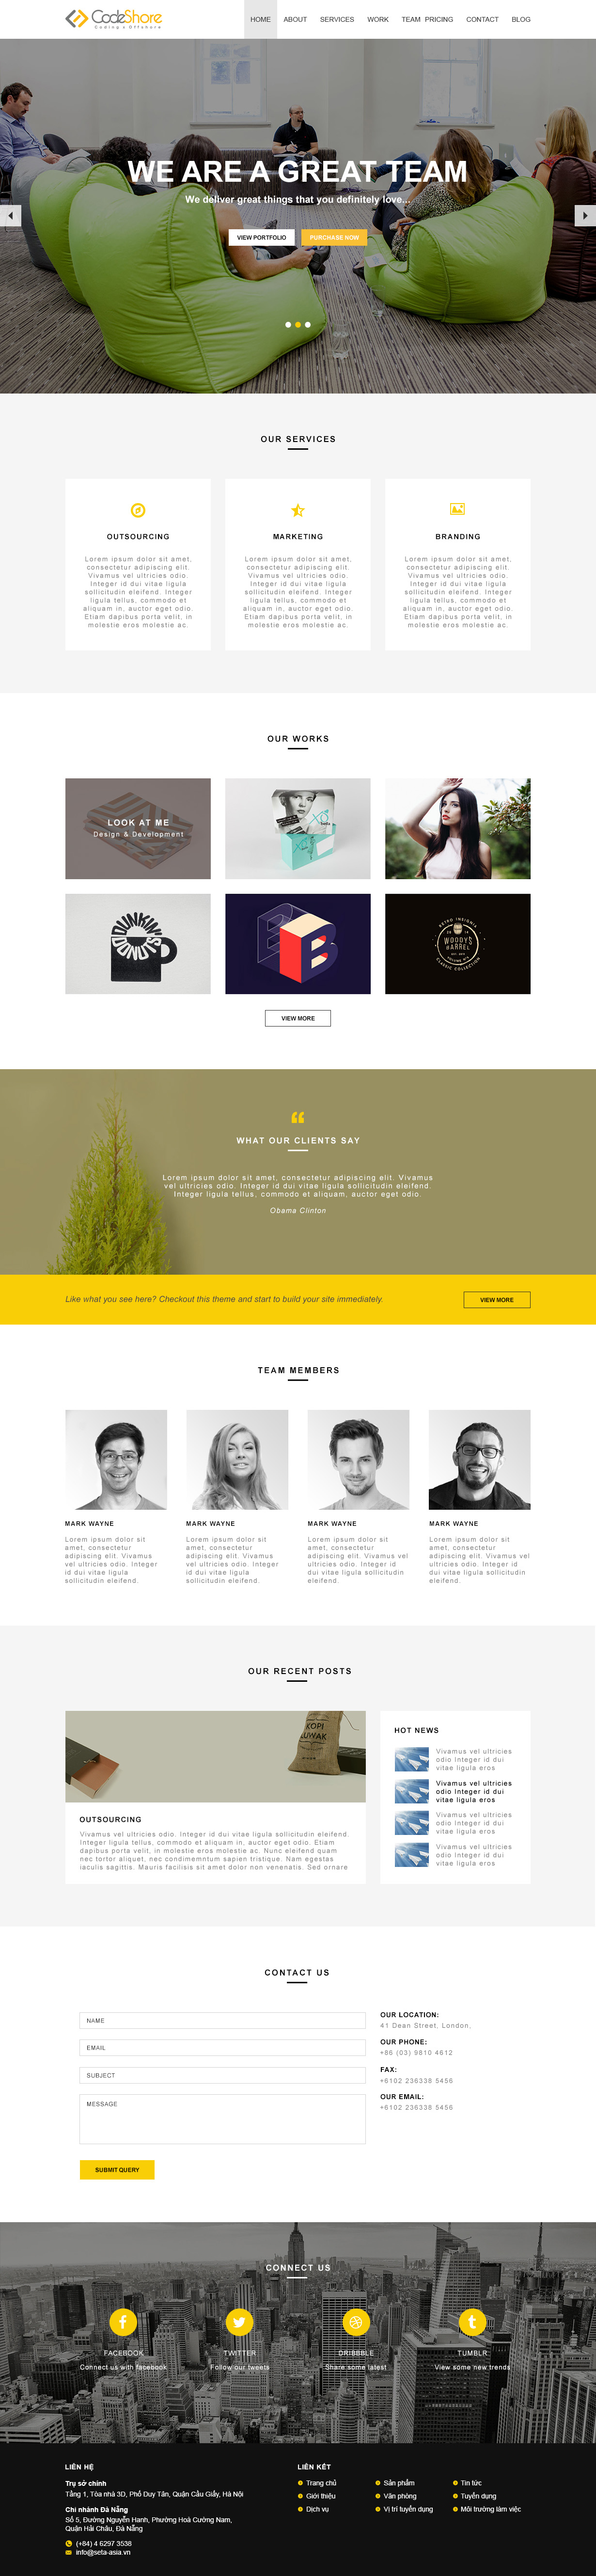 CodeShore
Coming 2 Offshore
HOME ABOUT SERVICES WORK TEAM PRICING CONTACT BLOG
WE ARE A GREAT TEAM
We deliver great things that you definitely love...
VIEW PORTFOLIO PURCHASE NOW
OUR SERVICES
OUTSOURCING
Lorem ipsum dolor sit amet,
consectetur adipiscing elit.
Vivamus vel ultricies odio.
Integer id dui vitae ligula
sollicitudin eleifend. Integer
ligula tellus, commodo et
aliquam in, auctor eget odio.
Etiam dapibus porta velit, in
molestie eros molestie ac.
MARKETING
Lorem ipsum dolor sit amet,
consectetur adipiscing elit.
Vivamus vel ultricies odio.
Integer id dui vitae ligula
sollicitudin eleifend. Integer
ligula tellus, commodo et
aliquam in, auctor eget odio.
Etiam dapibus porta velit, in
molestie eros molestie ac.
BRANDING
Lorem ipsum dolor sit amet,
consectetur adipiscing elit.
Vivamus vel ultricies odio.
Integer id dui vitae ligula
sollicitudin eleifend. Integer
ligula tellus, commodo et
aliquam in, auctor eget odio.
Etiam dapibus porta velit, in
molestie eros molestie ac.
OUR WORKS
LOOK AT ME
Design & Development
XO
DUNKIN
DONUTS
B
RETRO INSIGNIA
WOODY'S
BARREL
CLASSIC COLLECTION
VIEW MORE
WHAT OUR CLIENTS SAY
Lorem ipsum dolor sit amet, consectetur adipiscing elit. Vivamus
vel ultricies odio. Integer id dui vitae ligula sollicitudin eleifend.
Integer ligula tellus, commodo et aliquam, auctor eget odio.
Obama Clinton
Like what you see here? Checkout this theme and start to build your site immediately.
VIEW MORE
TEAM MEMBERS
MARK WAYNE
Lorem ipsum dolor sit
amet, consectetur
adipiscing elit. Vivamus
vel ultricies odio. Integer
id dui vitae ligula
sollicitudin eleifend.
MARK WAYNE
Lorem ipsum dolor sit
amet, consectetur
adipiscing elit. Vivamus
vel ultricies odio. Integer
id dui vitae ligula
sollicitudin eleifend.
MARK WAYNE
Lorem ipsum dolor sit
amet, consectetur
adipiscing elit. Vivamus vel
ultricies odio. Integer id
dui vitae ligula sollicitudin
eleifend.
MARK WAYNE
Lorem ipsum dolor sit
amet, consectetur
adipiscing elit. Vivamus vel
ultricies odio. Integer id
dui vitae ligula sollicitudin
eleifend.
OUR RECENT POSTS
KOPI
LUWAK
OUTSOURCING
Vivamus vel ultricies odio. Integer id dui vitae ligula sollicitudin eleifend.
Integer ligula tellus, commodo et aliquam in, auctor eget odio. Etiam
dapibus porta velit, in molestie eros molestie ac. Nunc eleifend quam
nec tortor aliquet, nec condimemntum sapien tristique. Nam egestas
iaculis sagittis. Mauris facilisis sit amet dolor non venenatis. Sed ornare
HOT NEWS
Vivamus vel ultricies
odio Integer id dui
vitae ligula eros
Vivamus vel ultricies
odio Integer id dui
vitae ligula eros
Vivamus vel ultricies
odio Integer id dui
vitae ligula eros
Vivamus vel ultricies
odio Integer id dui
vitae ligula eros
CONTACT US
NAME
EMAIL
SUBJECT
MESSAGE
SUBMIT QUERY
OUR LOCATION:
41 Dean Street, London,
OUR PHONE:
+86 (03) 9810 4612
FAX:
+6102 236338 5456
OUR EMAIL:
+6102 236338 5456
CONNECT US
FACEBOOK
Connect us with facebook
TWITTER
Follow our tweets
DRIBBBLE
Share some latest
TUMBLR
View some new trends
LIÊN HỆ
Trụ sở chính
Tầng 1, Tòa nhà 3D, Phố Duy Tân, Quận Cầu Giấy, Hà Nội
Chi nhánh Đà Nẵng
Số 5, Đường Nguyễn Hanh, Phường Hoà Cường Nam,
Quận Hải Châu, Đà Nẵng
(+84) 4 6297 3538
info@seta-asia.vn
LIÊN KẾT
Trang chủ
Giới thiệu
Dịch vụ
Sản phẩm
Văn phòng
Vị trí tuyển dụng
Tin tức
Tuyển dụng
Môi trường làm việc